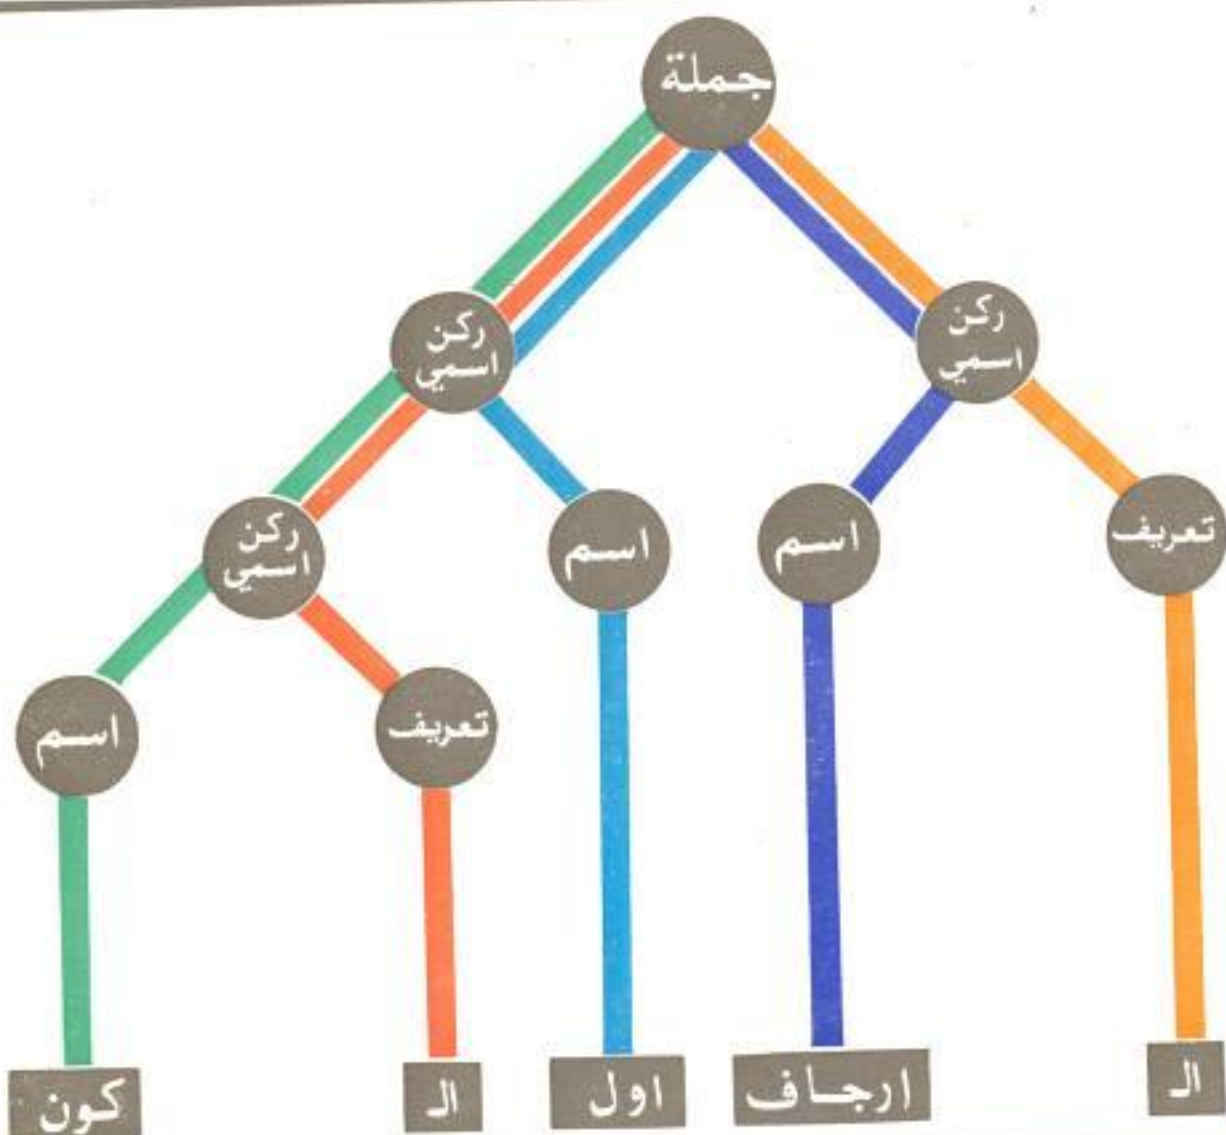 جملة
ركن
اسمي
ركن
اسمي
تعريف
اسم
اسم
ركن
اسمي
تعريف
اسم
الـ
ارجاف
اول
الـ
كون